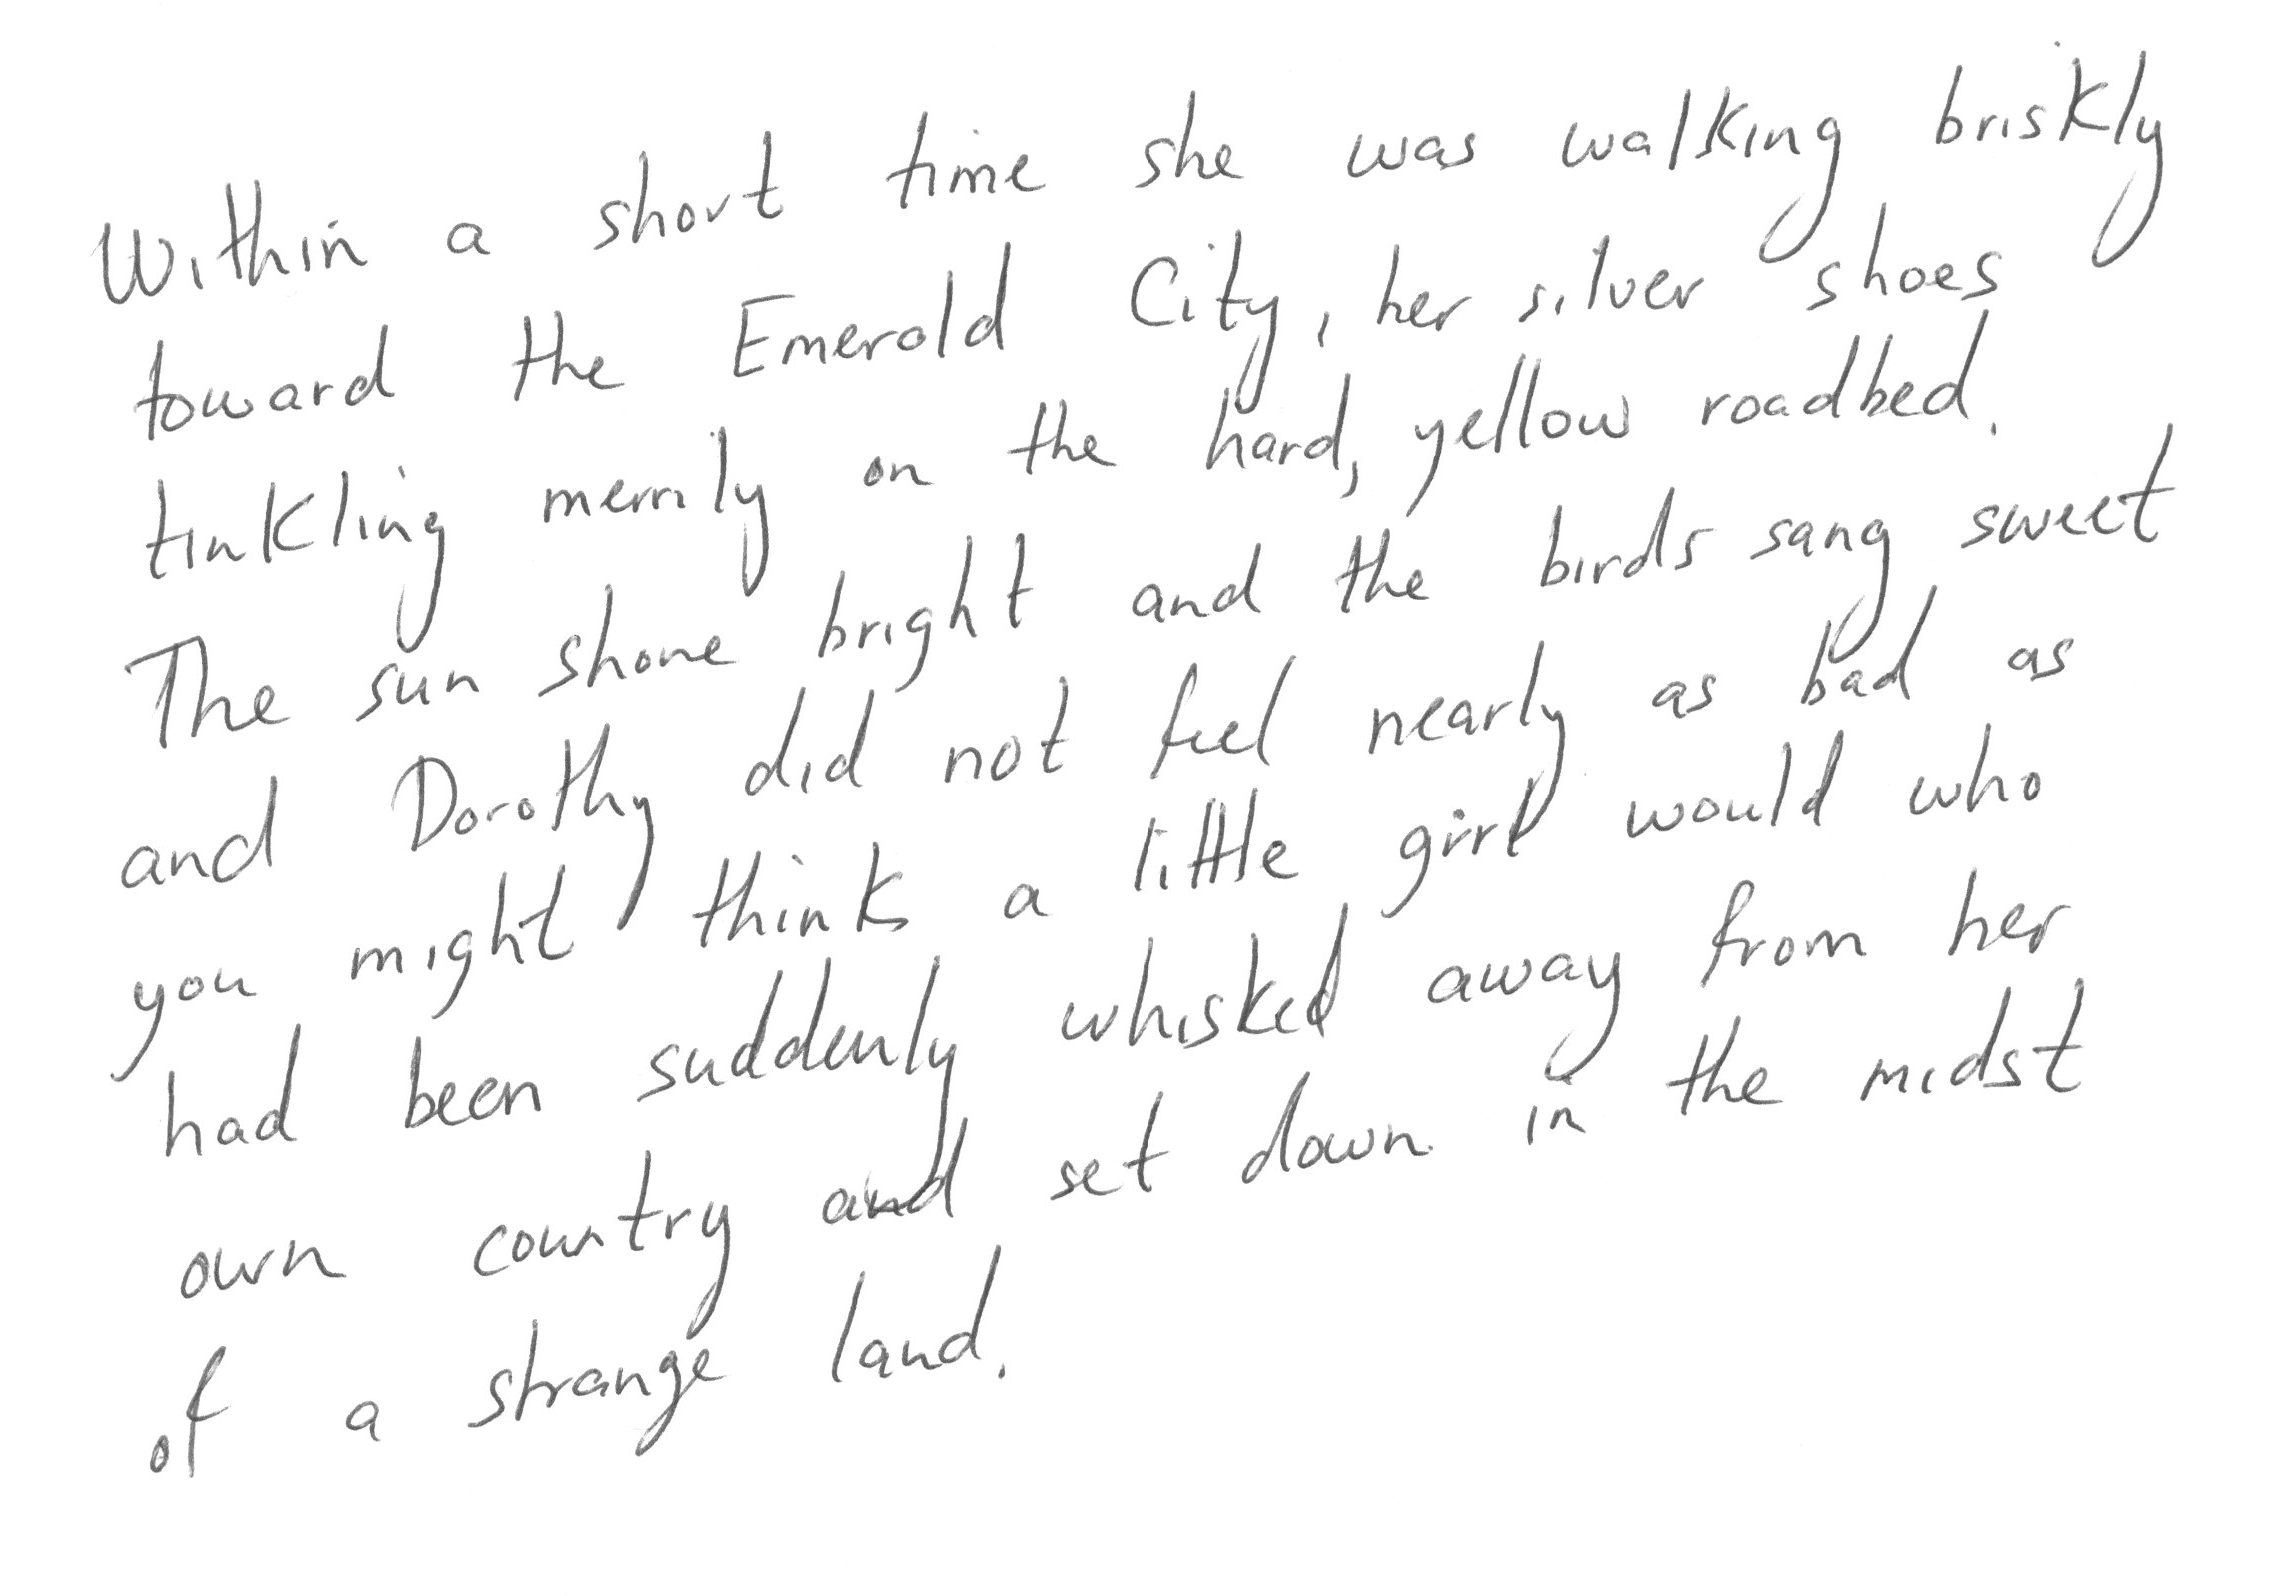 Within a short time she was walking briskly
toward the Emerald City, her silver shoes
tinkling merrily on the hard, yellow roadbed.
The sun shone bright and the birds sang sweet
and Dorothy did not feel nearly as bad as
you might think a little girl would who
had been suddenly whisked away from her
own country and set down in the midst
of a strange land.